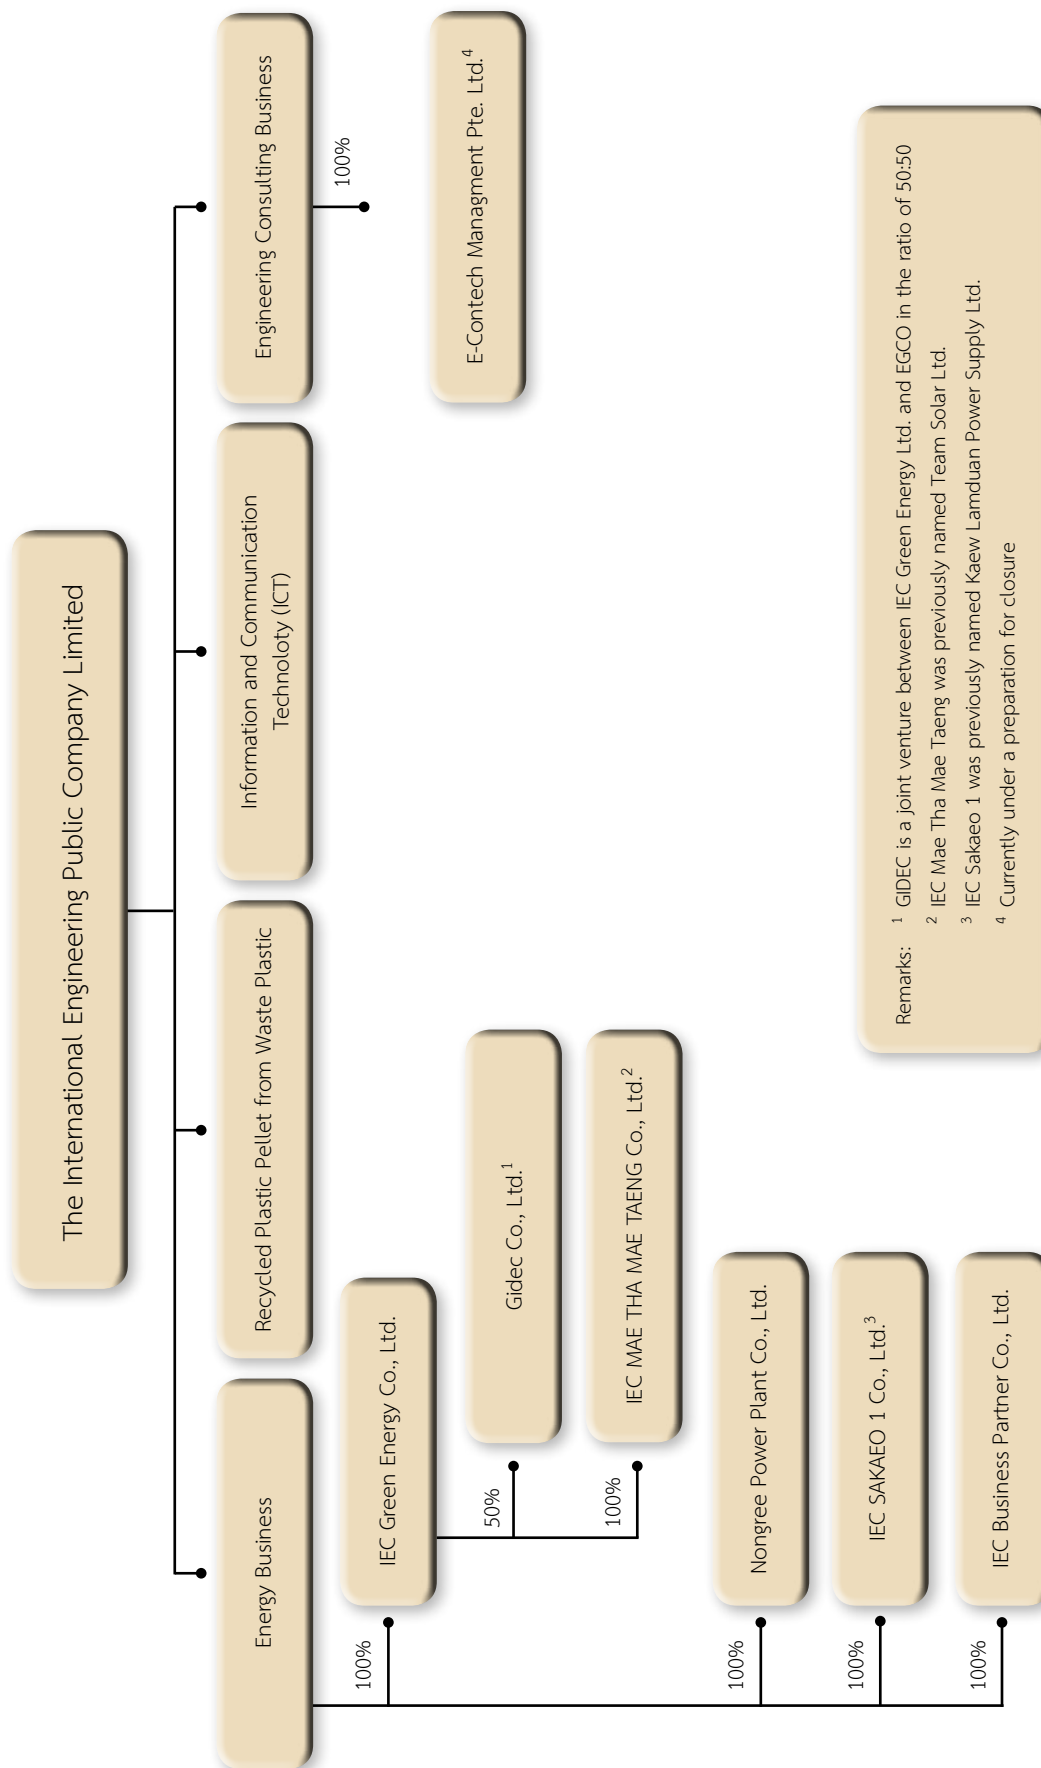 The International Engineering Public Company Limited
Energy Business
Recycled Plastic Pellet from Waste Plastic
Information and Communication
Technoloty (ICT)
Engineering Consulting Business
100%
IEC Green Energy Co., Ltd.
50%
Gidec Co., Ltd.¹
100%
IEC MAE THA MAE TAENG Co., Ltd.²
100%
Nongree Power Plant Co., Ltd.
100%
IEC SAKAEO 1 Co., Ltd.³
100%
IEC Business Partner Co., Ltd.
100%
E-Contech Managment Pte. Ltd.⁴
Remarks: ¹ GIDEC is a joint venture between IEC Green Energy Ltd. and EGCO in the ratio of 50:50
² IEC Mae Tha Mae Taeng was previously named Team Solar Ltd.
³ IEC Sakaeo 1 was previously named Kaew Lamduan Power Supply Ltd.
⁴ Currently under a preparation for closure